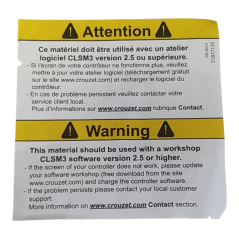 Attention
Ce matériel doit être utilisé avec un atelier
logiciel CLSM3 version 2.5 ou supérieure.
- Si l'écran de votre contrôleur ne fonctionne plus, veuillez
mettre à jour votre atelier logiciel (téléchargement gratuit
sur le site www.crouzet.com) et recharger le logiciel du
contrôleur.
- En cas de problème persistant veuillez contacter votre
service client local.
Plus d'informations sur www.crouzet.com rubrique Contact.
Warning
This material should be used with a workshop
CLSM3 software version 2.5 or higher.
- If the screen of your controller does not work, please update
your software workshop (free download from the site
www.crouzet.com) and charge the controller software.
- If the problem persists please contact your local customer
support.
More information on www.crouzet.com Contact section.